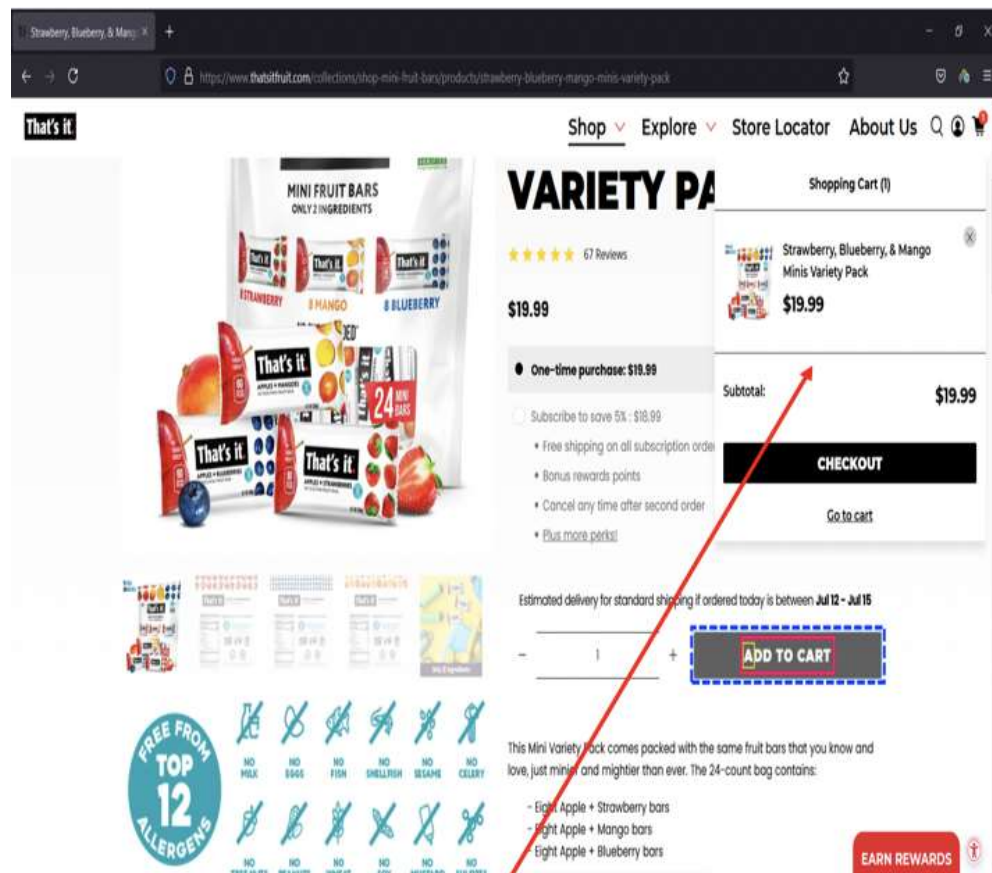 Strawberry, Blueberry, & Mang
https://www.thatsitfruit.com/collections/shop-mini-fruit-bars/products/strawberry-blueberry-mango-minis-variety-pack
That's it.
Shop Explore Store Locator About Us
1
MINI FRUIT BARS
ONLY 2 INGREDIENTS
That's it. That's it. That's it.
8 STRAWBERRY 8 MANGO 8 BLUEBERRY
That's it.
APPLES + MANGOES
That's it.
24 MINI BARS
That's it.
APPLES + BLUEBERRIES
That's it.
APPLES + STRAWBERRIES
VARIETY PA
67 Reviews
$19.99
One-time purchase: $19.99
Subscribe to save 5% : $18.99
• Free shipping on all subscription orde
• Bonus rewards points
• Cancel any time after second order
• Plus more perks!
Shopping Cart (1)
Strawberry, Blueberry, & Mango
Minis Variety Pack
$19.99
Subtotal: $19.99
CHECKOUT
Go to cart
Estimated delivery for standard shipping if ordered today is between Jul 12 - Jul 15
- 1 + ADD TO CART
FREE FROM
TOP
12
ALLERGENS
NO MILK
NO EGGS
NO FISH
NO SHELLFISH
NO SESAME
NO CELERY
This Mini Variety Pack comes packed with the same fruit bars that you know and
love, just minier and mightier than ever. The 24-count bag contains:
- Eight Apple + Strawberry bars
- Eight Apple + Mango bars
- Eight Apple + Blueberry bars
EARN REWARDS